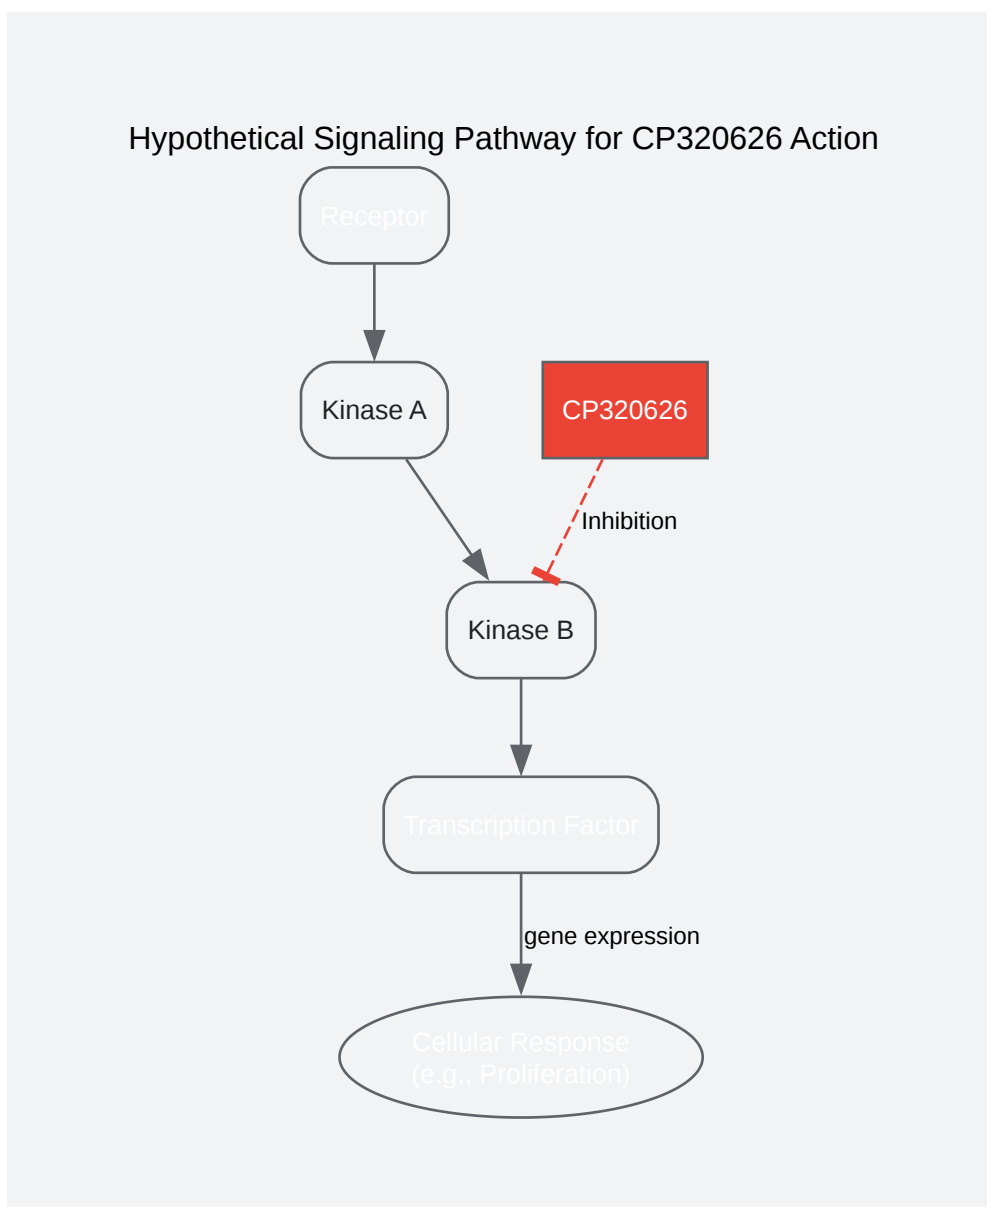 Hypothetical Signaling Pathway for CP320626 Action
Receptor
Kinase A
CP320626
Inhibition
Kinase B
Transcription Factor
gene expression
Cellular Response
(e.g., Proliferation)